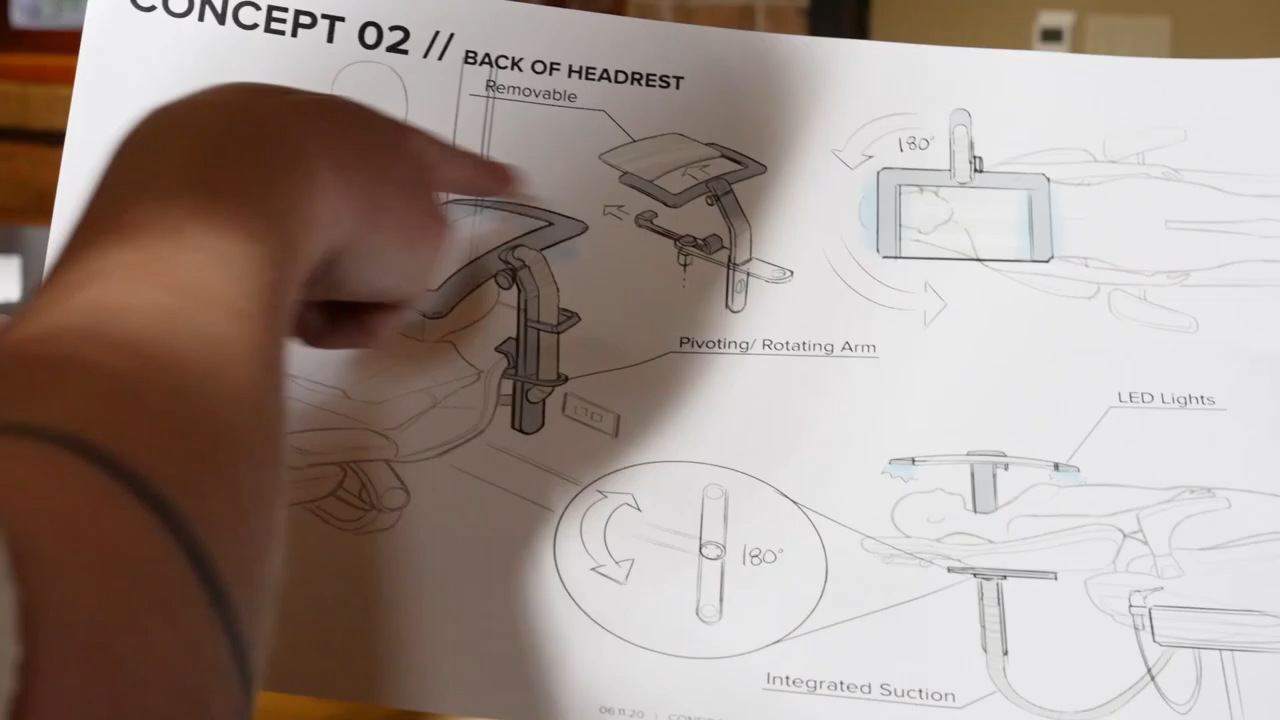 CONCEPT 02 // BACK OF HEADREST
Removable
180°
Pivoting/ Rotating Arm
LED Lights
180°
Integrated Suction
06.11.20 |